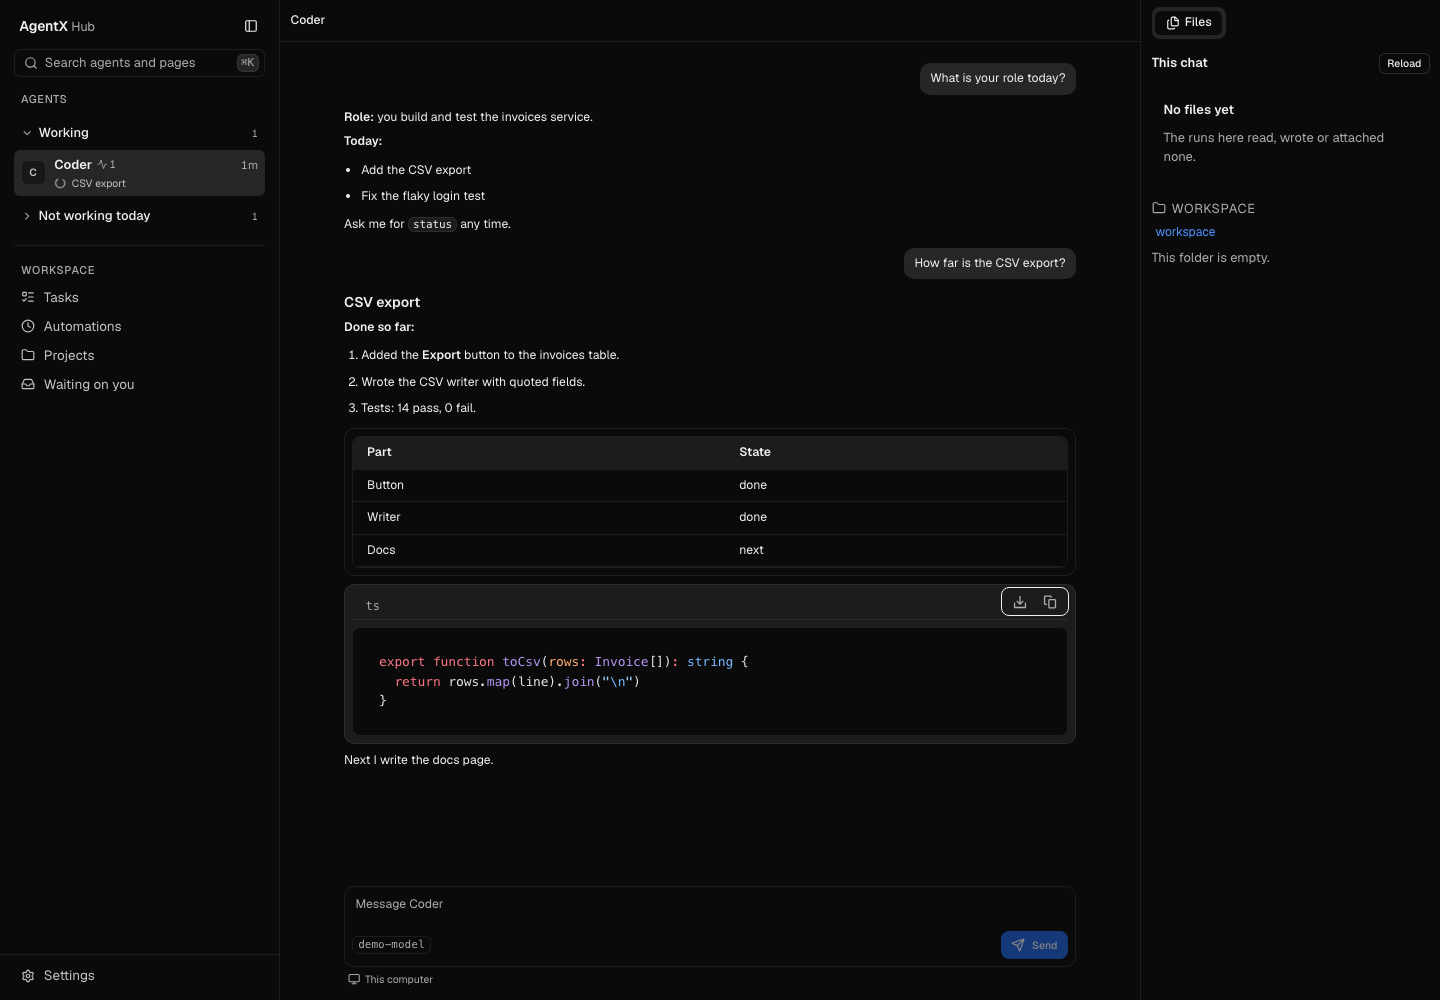 AgentX Hub
Search agents and pages ⌘K
AGENTS
Working 1
C
Coder 1 1m
CSV export
Not working today 1
WORKSPACE
Tasks
Automations
Projects
Waiting on you
Settings
Coder
What is your role today?
Role: you build and test the invoices service.
Today:
• Add the CSV export
• Fix the flaky login test
Ask me for status any time.
How far is the CSV export?
CSV export
Done so far:
1. Added the Export button to the invoices table.
2. Wrote the CSV writer with quoted fields.
3. Tests: 14 pass, 0 fail.
Part State
Button done
Writer done
Docs next
ts
export function toCsv(rows: Invoice[]): string {
  return rows.map(line).join("\n")
}
Next I write the docs page.
Message Coder
demo-model Send
This computer
Files
This chat Reload
No files yet
The runs here read, wrote or attached
none.
WORKSPACE
workspace
This folder is empty.